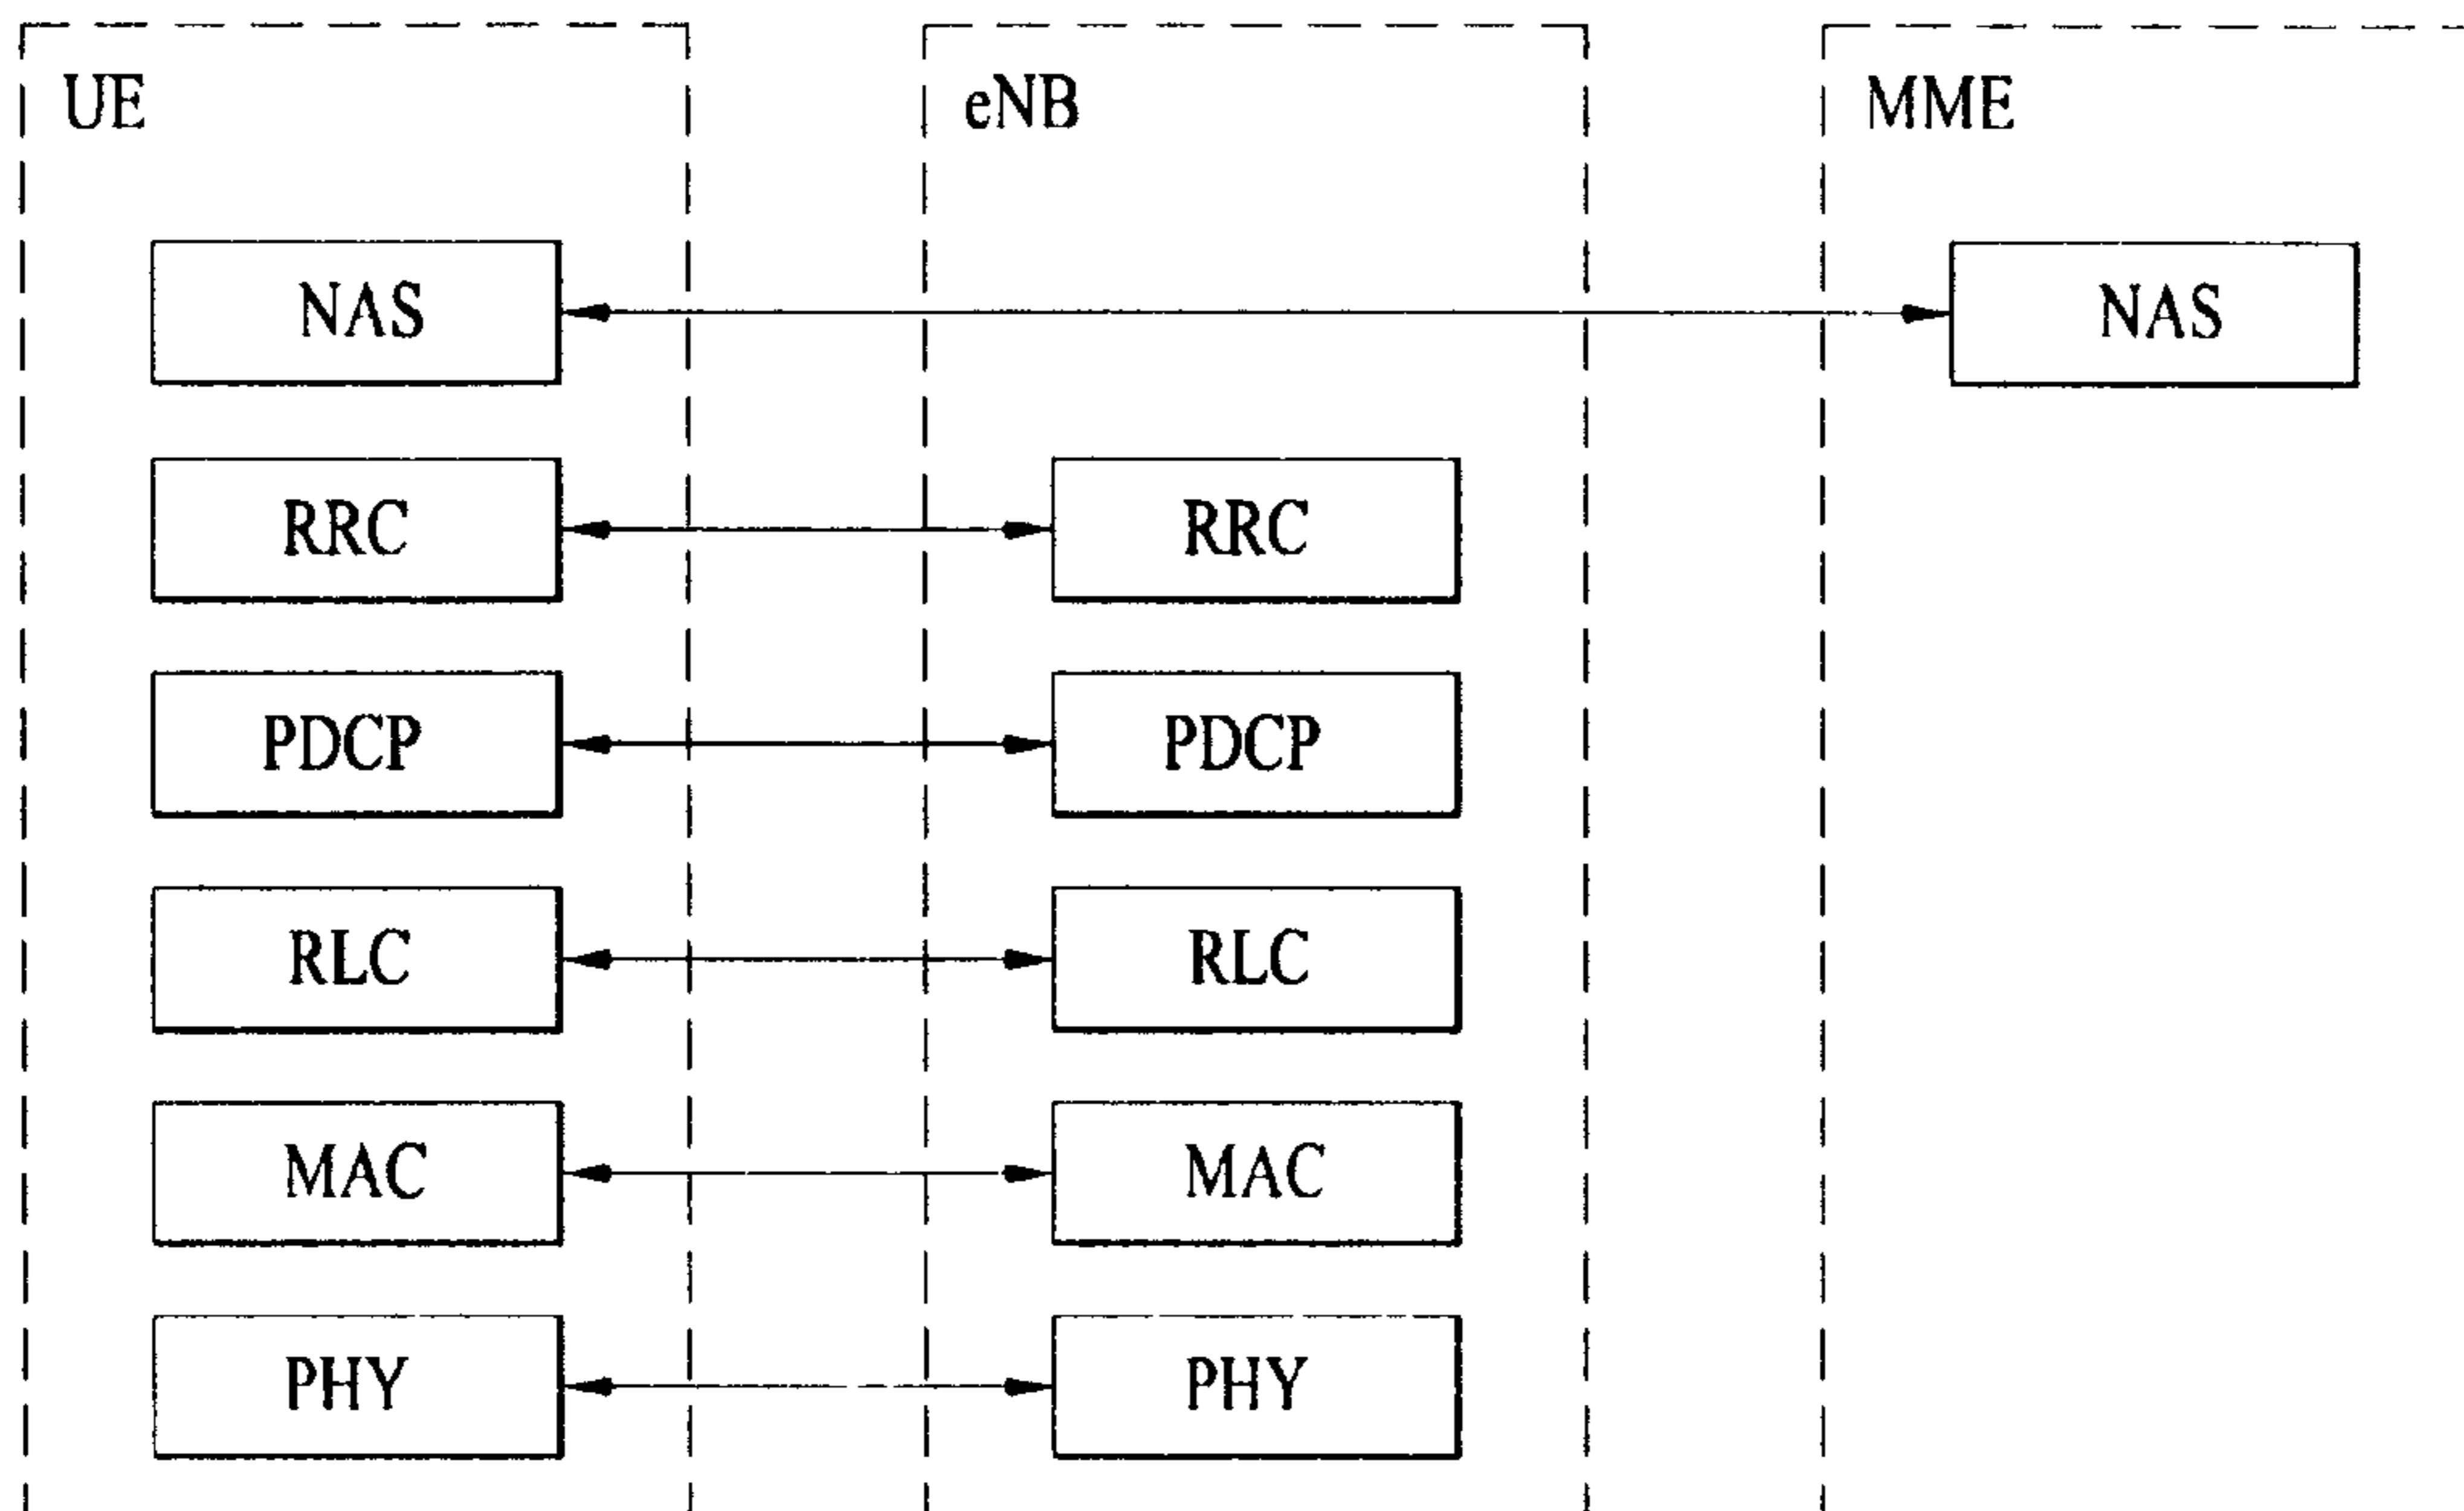 UE eNB MME
NAS NAS
RRC RRC
PDCP PDCP
RLC RLC
MAC MAC
PHY PHY